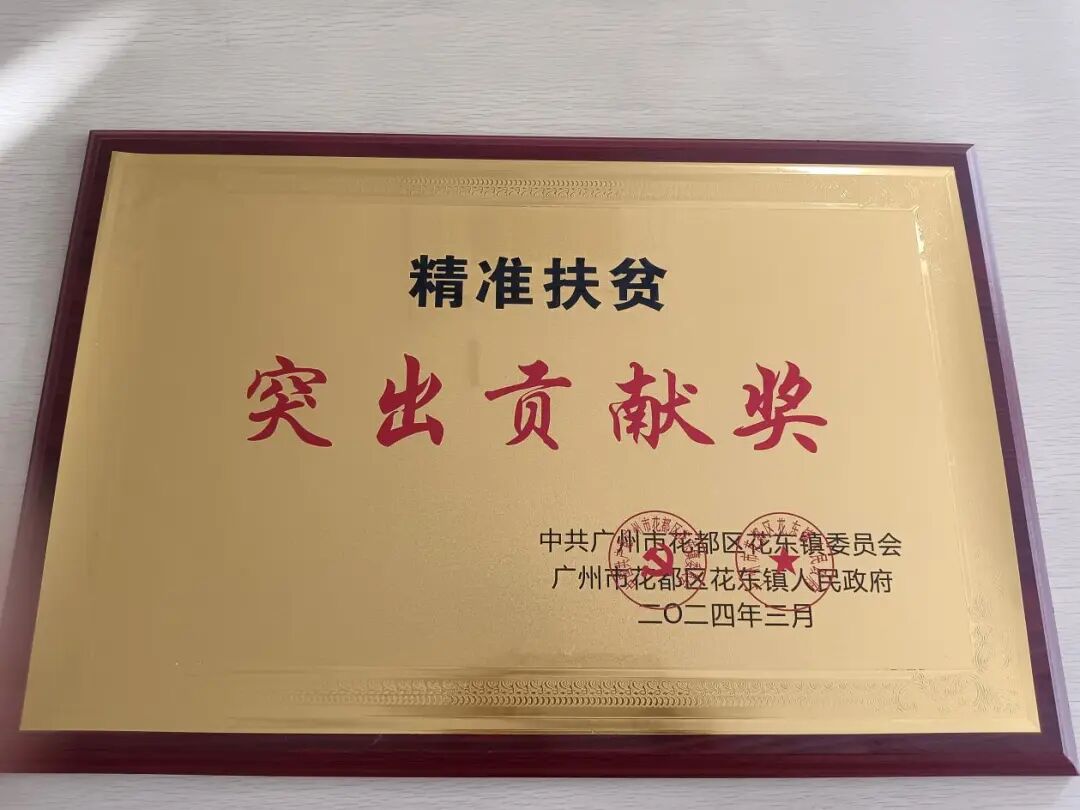 精准扶贫
突出贡献奖
中共广州市花都区花东镇委员会
广州市花都区花东镇人民政府
二〇二四年三月